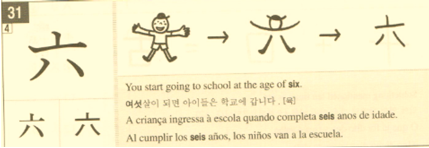 31
4
六
六
六 六
You start going to school at the age of six.
여섯살이 되면 아이들은 학교에 갑니다. [육]
A criança ingressa à escola quando completa seis anos de idade.
Al cumplir los seis años, los niños van a la escuela.